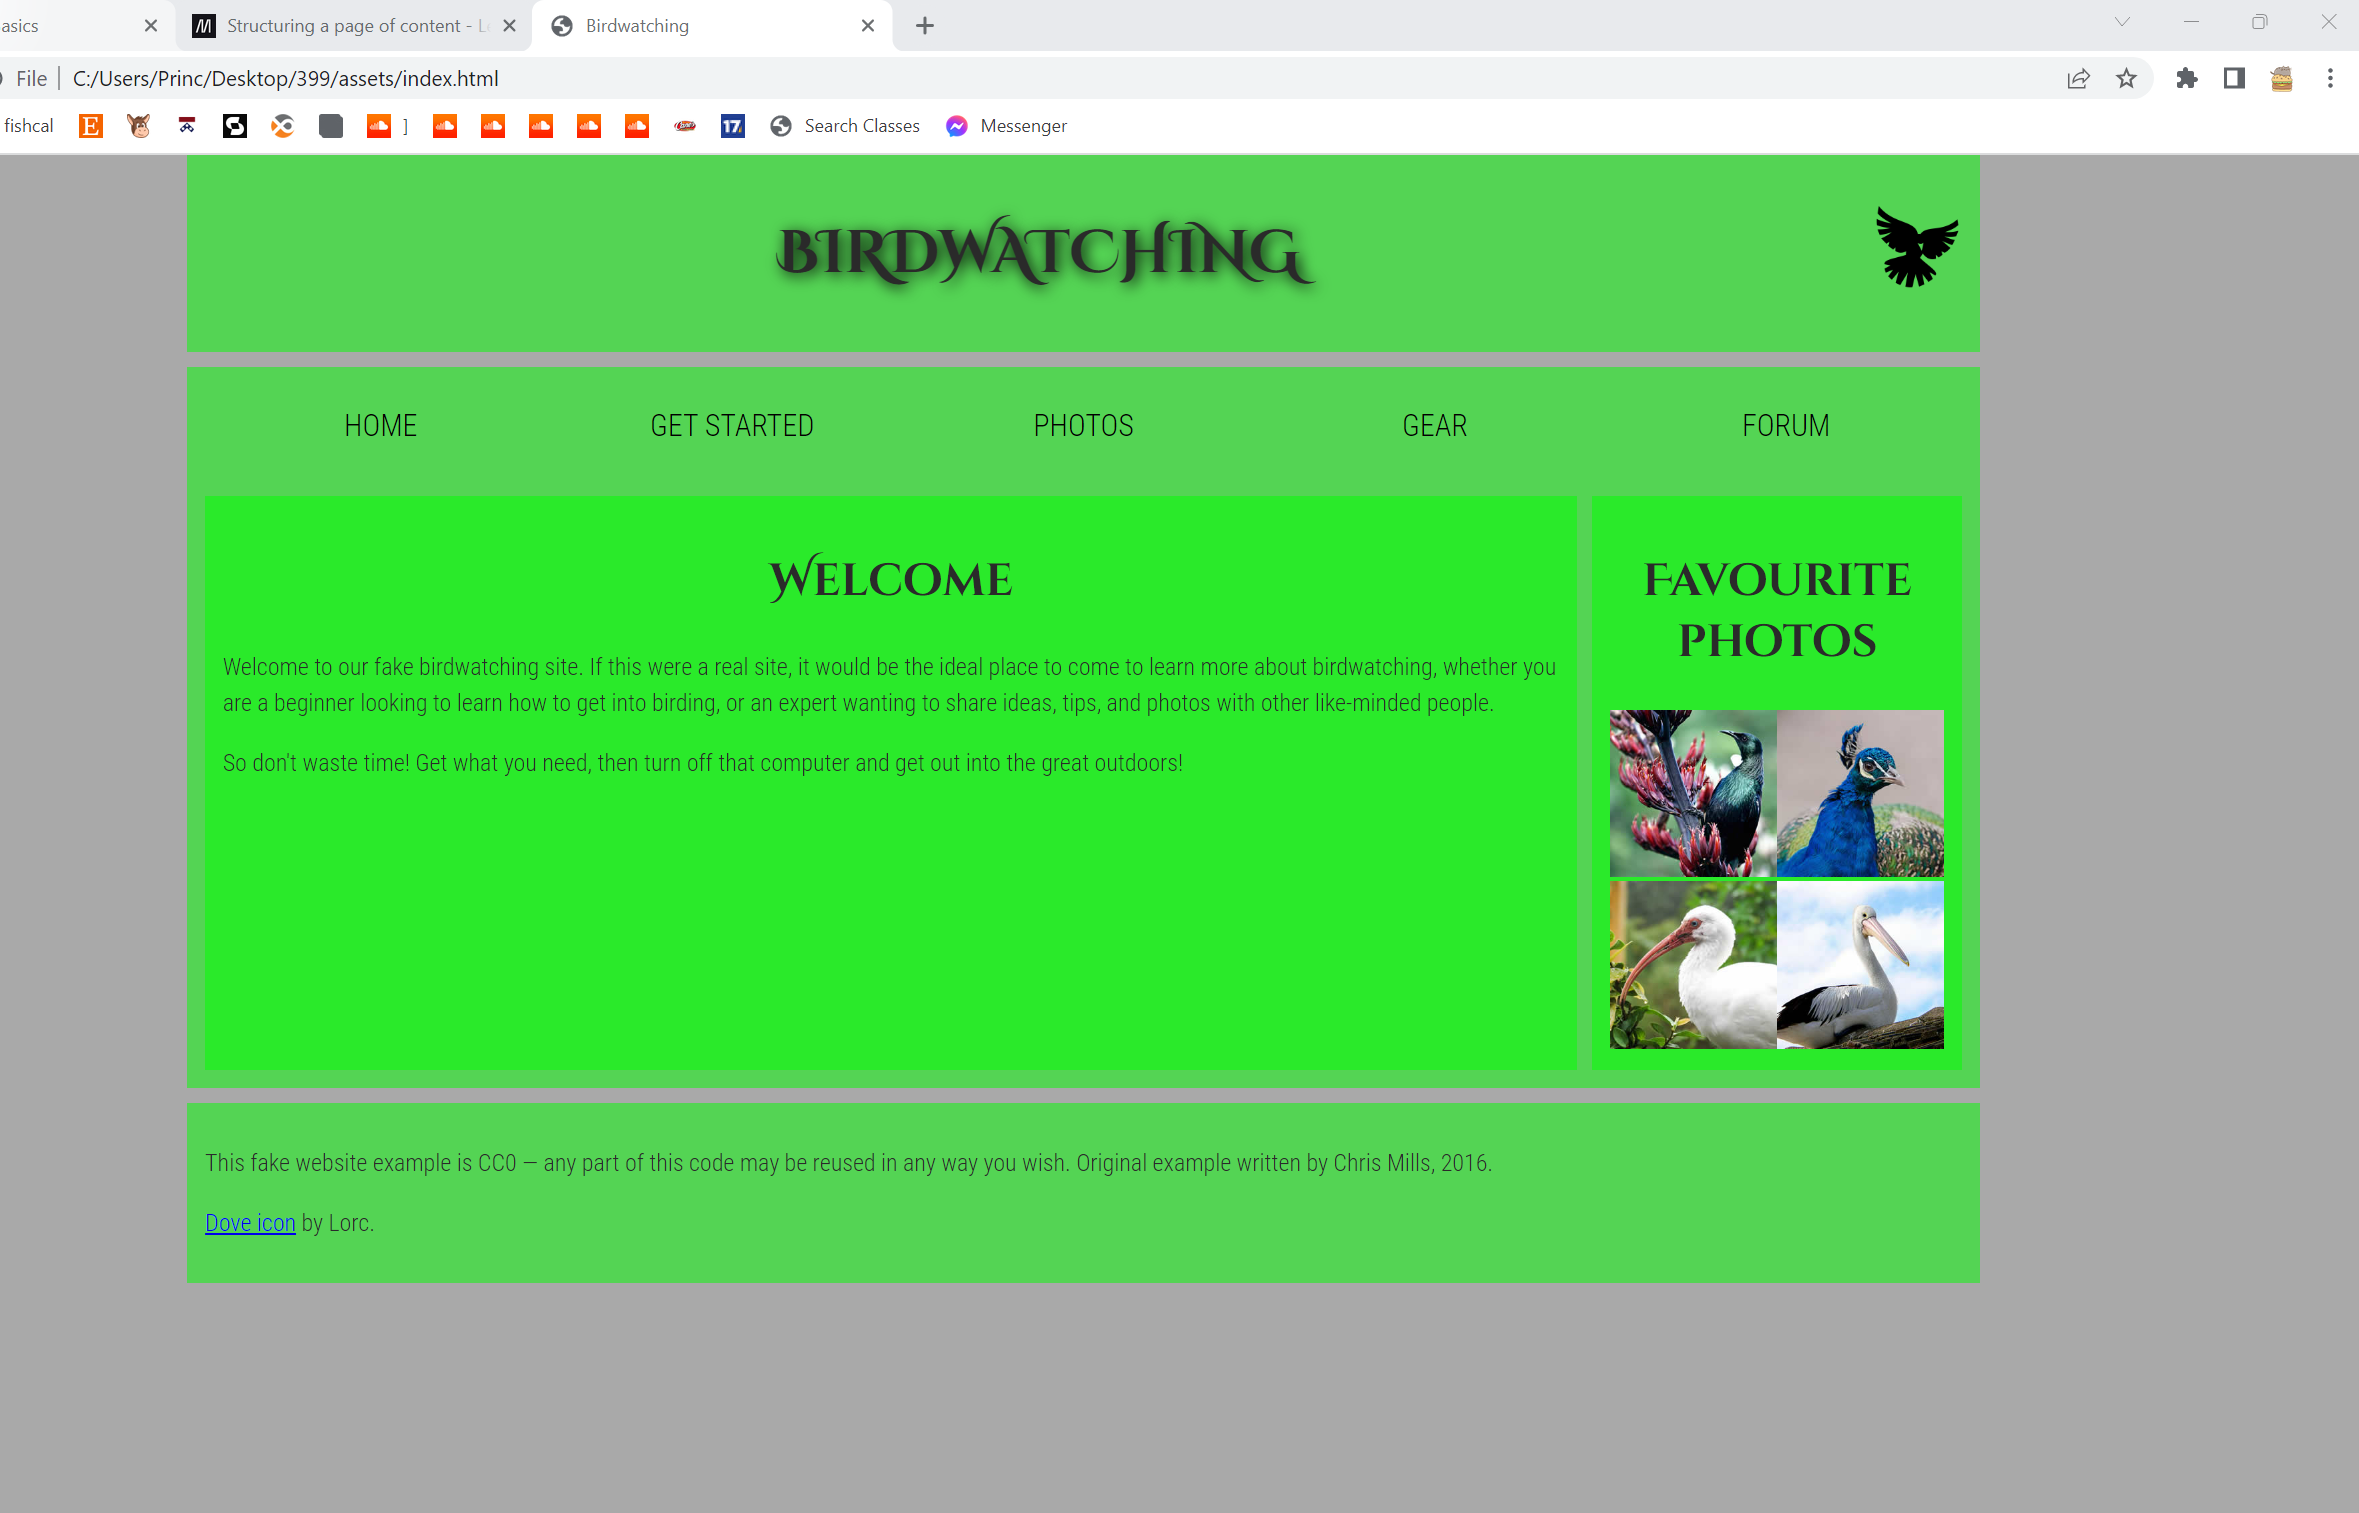 asics
Structuring a page of content - L
Birdwatching
File
C:/Users/Princ/Desktop/399/assets/index.html
fishcal
E
]
17
Search Classes
Messenger
BIRDWATCHING
HOME
GET STARTED
PHOTOS
GEAR
FORUM
Welcome
Welcome to our fake birdwatching site. If this were a real site, it would be the ideal place to come to learn more about birdwatching, whether you
are a beginner looking to learn how to get into birding, or an expert wanting to share ideas, tips, and photos with other like-minded people.
So don't waste time! Get what you need, then turn off that computer and get out into the great outdoors!
Favourite
photos
This fake website example is CC0 — any part of this code may be reused in any way you wish. Original example written by Chris Mills, 2016.
Dove icon by Lorc.